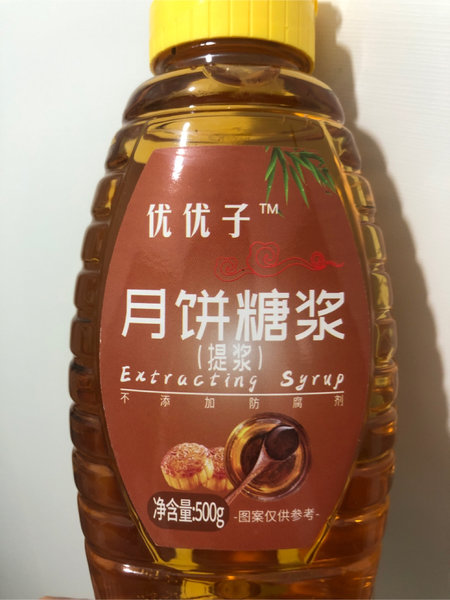 优优子™
月饼糖浆
(提浆)
Extracting Syrup
不添加防腐剂
净含量:500g
-图案仅供参考-